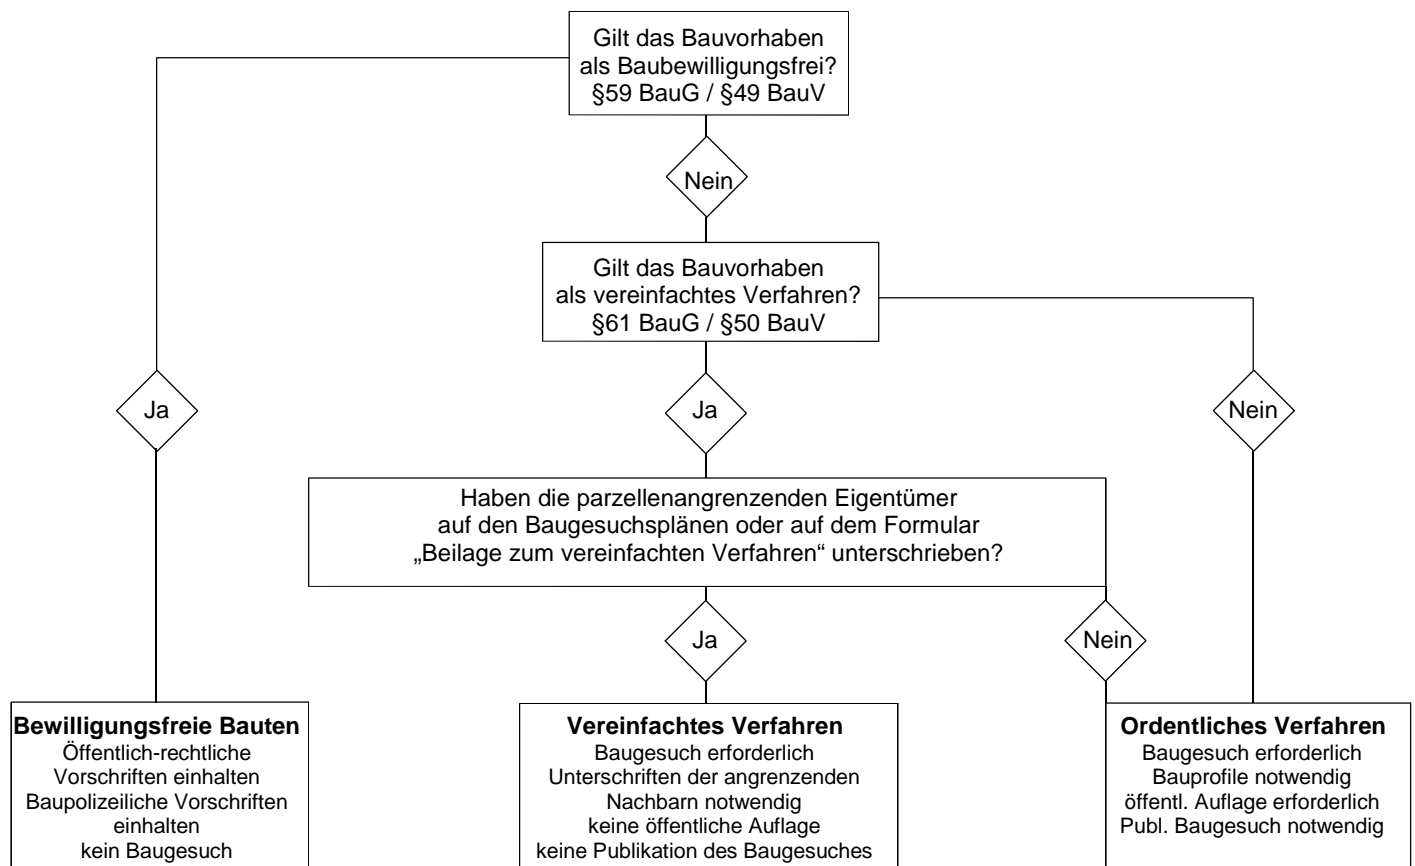 Gilt das Bauvorhaben
als Baubewilligungsfrei?
§59 BauG / §49 BauV
Nein
Gilt das Bauvorhaben
als vereinfachtes Verfahren?
§61 BauG / §50 BauV
Ja
Ja
Nein
Haben die parzellenangrenzenden Eigentümer
auf den Baugesuchsplänen oder auf dem Formular
„Beilage zum vereinfachten Verfahren“ unterschrieben?
Ja
Nein
Bewilligungsfreie Bauten
Öffentlich-rechtliche
Vorschriften einhalten
Baupolizeiliche Vorschriften
einhalten
kein Baugesuch
Vereinfachtes Verfahren
Baugesuch erforderlich
Unterschriften der angrenzenden
Nachbarn notwendig
keine öffentliche Auflage
keine Publikation des Baugesuches
Ordentliches Verfahren
Baugesuch erforderlich
Bauprofile notwendig
öffentl. Auflage erforderlich
Publ. Baugesuch notwendig